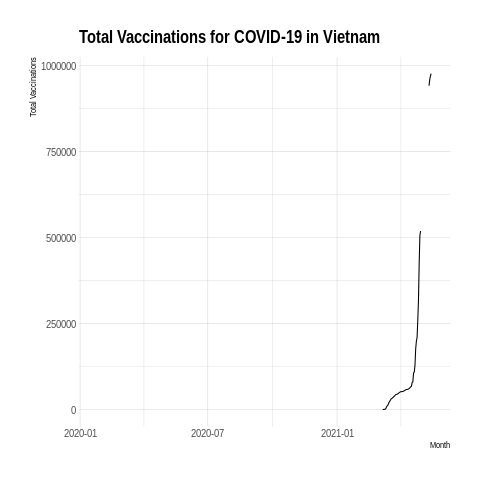 Total Vaccinations for COVID-19 in Vietnam
Total Vaccinations
1000000
750000
500000
250000
0
2020-01
2020-07
2021-01
Month